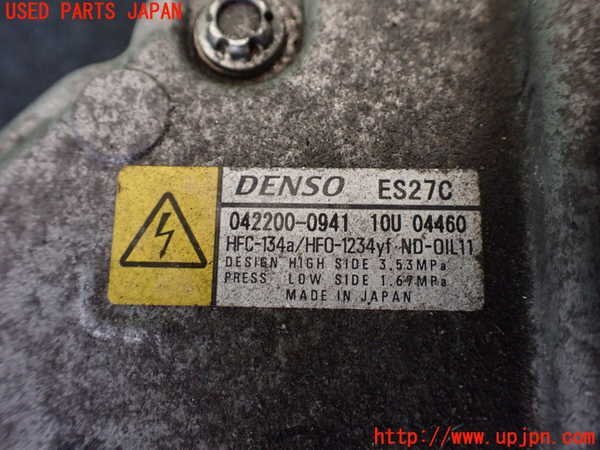 USED PARTS JAPAN
DENSO ES27C
042200-0941 10U 04460
HFC-134a/HFO-1234yf ND-OIL11
DESIGN HIGH SIDE 3.53MPa
PRESS. LOW SIDE 1.67MPa
MADE IN JAPAN
http://www.upjpn.com/